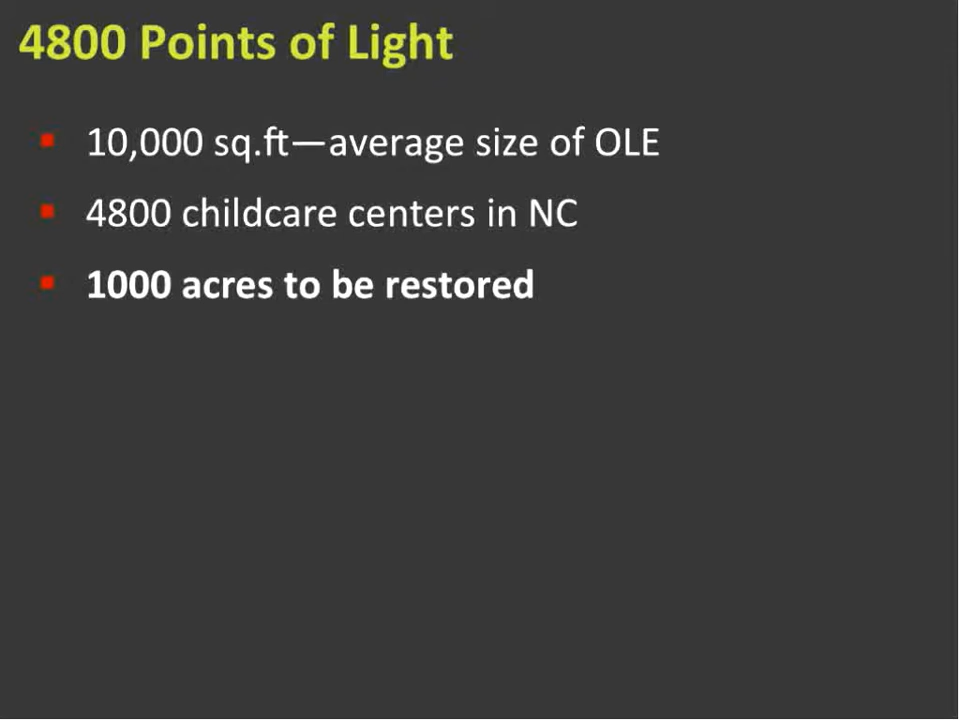 4800 Points of Light
10,000 sq.ft—average size of OLE
4800 childcare centers in NC
1000 acres to be restored